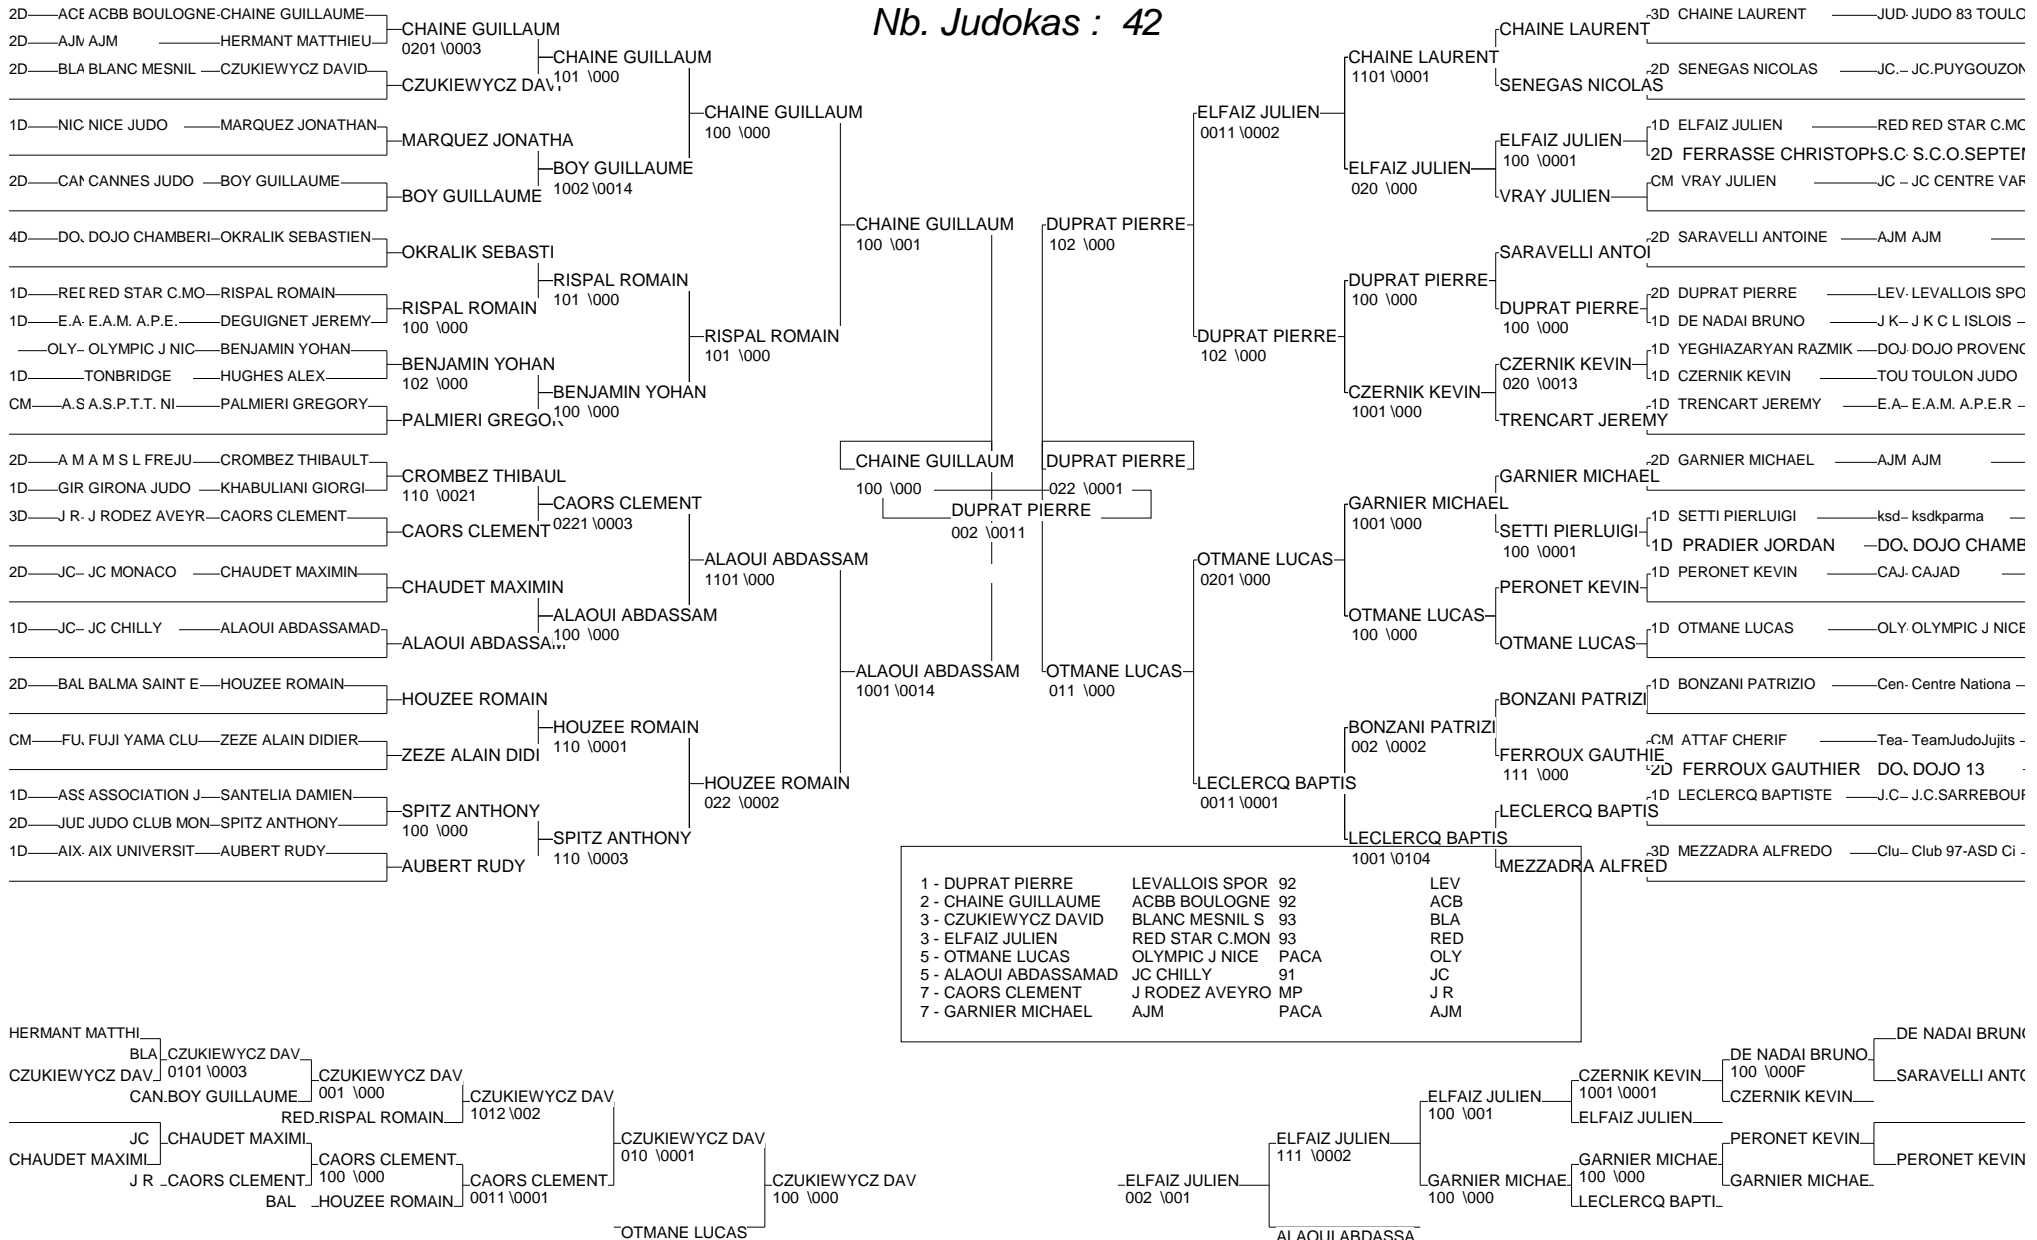 Nb. Judokas : 42
2D ACE ACBB BOULOGNE CHAINE GUILLAUME
2D AJM AJM HERMANT MATTHIEU
2D BLA BLANC MESNIL CZUKIEWYCZ DAVID
1D NIC NICE JUDO MARQUEZ JONATHAN
2D CAN CANNES JUDO BOY GUILLAUME
4D DOJ DOJO CHAMBERI OKRALIK SEBASTIEN
1D RED RED STAR C.MO RISPAL ROMAIN
1D E.A E.A.M. A.P.E. DEGUIGNET JEREMY
OLY OLYMPIC J NIC BENJAMIN YOHAN
1D TONBRIDGE HUGHES ALEX
CM A.S A.S.P.T.T. NI PALMIERI GREGORY
2D A M A M S L FREJU CROMBEZ THIBAULT
1D GIR GIRONA JUDO KHABULIANI GIORGI
3D J R J RODEZ AVEYR CAORS CLEMENT
2D JC JC MONACO CHAUDET MAXIMIN
1D JC JC CHILLY ALAOUI ABDASSAMAD
2D BAL BALMA SAINT E HOUZEE ROMAIN
CM FUJ FUJI YAMA CLU ZEZE ALAIN DIDIER
1D ASS ASSOCIATION J SANTELIA DAMIEN
2D JUD JUDO CLUB MON SPITZ ANTHONY
1D AIX AIX UNIVERSIT AUBERT RUDY
CHAINE GUILLAUM
0201 \0003
CZUKIEWYCZ DAV
MARQUEZ JONATHA
BOY GUILLAUME
OKRALIK SEBASTI
RISPAL ROMAIN
100 \000
BENJAMIN YOHAN
102 \000
PALMIERI GREGO
CROMBEZ THIBAUL
110 \0021
CAORS CLEMENT
CHAUDET MAXIMIN
ALAOUI ABDASSAM
HOUZEE ROMAIN
ZEZE ALAIN DIDI
SPITZ ANTHONY
100 \000
AUBERT RUDY
CHAINE GUILLAUM
101 \000
BOY GUILLAUME
1002 \0014
RISPAL ROMAIN
101 \000
BENJAMIN YOHAN
100 \000
CAORS CLEMENT
0221 \0003
ALAOUI ABDASSAM
100 \000
HOUZEE ROMAIN
110 \0001
SPITZ ANTHONY
110 \0003
CHAINE GUILLAUM
100 \000
RISPAL ROMAIN
101 \000
ALAOUI ABDASSAM
1101 \000
HOUZEE ROMAIN
022 \0002
CHAINE GUILLAUM
100 \001
ALAOUI ABDASSAM
1001 \0014
CHAINE GUILLAUM
100 \000
DUPRAT PIERRE
022 \0001
DUPRAT PIERRE
002 \0011
DUPRAT PIERRE
102 \000
OTMANE LUCAS
011 \000
ELFAIZ JULIEN
0011 \0002
DUPRAT PIERRE
102 \000
OTMANE LUCAS
0201 \000
LECLERCQ BAPTIS
0011 \0001
CHAINE LAURENT
1101 \0001
ELFAIZ JULIEN
020 \000
DUPRAT PIERRE
100 \000
CZERNIK KEVIN
1001 \000
GARNIER MICHAEL
1001 \000
OTMANE LUCAS
100 \000
BONZANI PATRIZI
002 \0002
LECLERCQ BAPTIS
1001 \0104
CHAINE LAURENT
SENEGAS NICOLAS
ELFAIZ JULIEN
100 \0001
VRAY JULIEN
SARAVELLI ANTOI
DUPRAT PIERRE
100 \000
CZERNIK KEVIN
020 \0013
TRENCART JEREMY
GARNIER MICHAEL
SETTI PIERLUIGI
100 \0001
PERONET KEVIN
OTMANE LUCAS
BONZANI PATRIZI
FERROUX GAUTHIE
111 \000
LECLERCQ BAPTIS
MEZZADRA ALFRED
3D CHAINE LAURENT JUD JUDO 83 TOULO
2D SENEGAS NICOLAS JC. JC.PUYGOUZON
1D ELFAIZ JULIEN RED RED STAR C.MO
2D FERRASSE CHRISTOPH S.C S.C.O.SEPTE
CM VRAY JULIEN JC JC CENTRE VAR
2D SARAVELLI ANTOINE AJM AJM
2D DUPRAT PIERRE LEV LEVALLOIS SPO
1D DE NADAI BRUNO J K J K C L ISLOIS
1D YEGHIAZARYAN RAZMIK DOJ DOJO PROVENC
1D CZERNIK KEVIN TOU TOULON JUDO
1D TRENCART JEREMY E.A E.A.M. A.P.E.R
2D GARNIER MICHAEL AJM AJM
1D SETTI PIERLUIGI ksd ksdkparma
1D PRADIER JORDAN DOJ DOJO CHAMB
1D PERONET KEVIN CAJ CAJAD
1D OTMANE LUCAS OLY OLYMPIC J NICE
1D BONZANI PATRIZIO Cen Centre Nationa
CM ATTAF CHERIF Tea TeamJudoJujits
2D FERROUX GAUTHIER DOJ DOJO 13
1D LECLERCQ BAPTISTE J.C J.C.SARREBOUR
3D MEZZADRA ALFREDO Clu Club 97-ASD Ci
1 - DUPRAT PIERRE LEVALLOIS SPOR 92 LEV
2 - CHAINE GUILLAUME ACBB BOULOGNE 92 ACB
3 - CZUKIEWYCZ DAVID BLANC MESNIL S 93 BLA
3 - ELFAIZ JULIEN RED STAR C.MON 93 RED
5 - OTMANE LUCAS OLYMPIC J NICE PACA OLY
5 - ALAOUI ABDASSAMAD JC CHILLY 91 JC
7 - CAORS CLEMENT J RODEZ AVEYRO MP J R
7 - GARNIER MICHAEL AJM PACA AJM
HERMANT MATTHI
BLA
CZUKIEWYCZ DAV
CHAUDET MAXIMI
CZUKIEWYCZ DAV
0101 \0003
CAN BOY GUILLAUME
JC CHAUDET MAXIMI
J R CAORS CLEMENT
CZUKIEWYCZ DAV
001 \000
RED RISPAL ROMAIN
CAORS CLEMENT
100 \000
BAL HOUZEE ROMAIN
CZUKIEWYCZ DAV
1012 \002
CAORS CLEMENT
0011 \0001
CZUKIEWYCZ DAV
010 \0001
OTMANE LUCAS
CZUKIEWYCZ DAV
100 \000
ELFAIZ JULIEN
002 \001
ELFAIZ JULIEN
111 \0002
ALAOUI ABDASSA
ELFAIZ JULIEN
100 \001
GARNIER MICHAE
100 \000
CZERNIK KEVIN
1001 \0001
ELFAIZ JULIEN
GARNIER MICHAE
100 \000
LECLERCQ BAPTI
DE NADAI BRUNO
100 \000F
CZERNIK KEVIN
PERONET KEVIN
GARNIER MICHAE
DE NADAI BRUNO
SARAVELLI ANTO
PERONET KEVIN